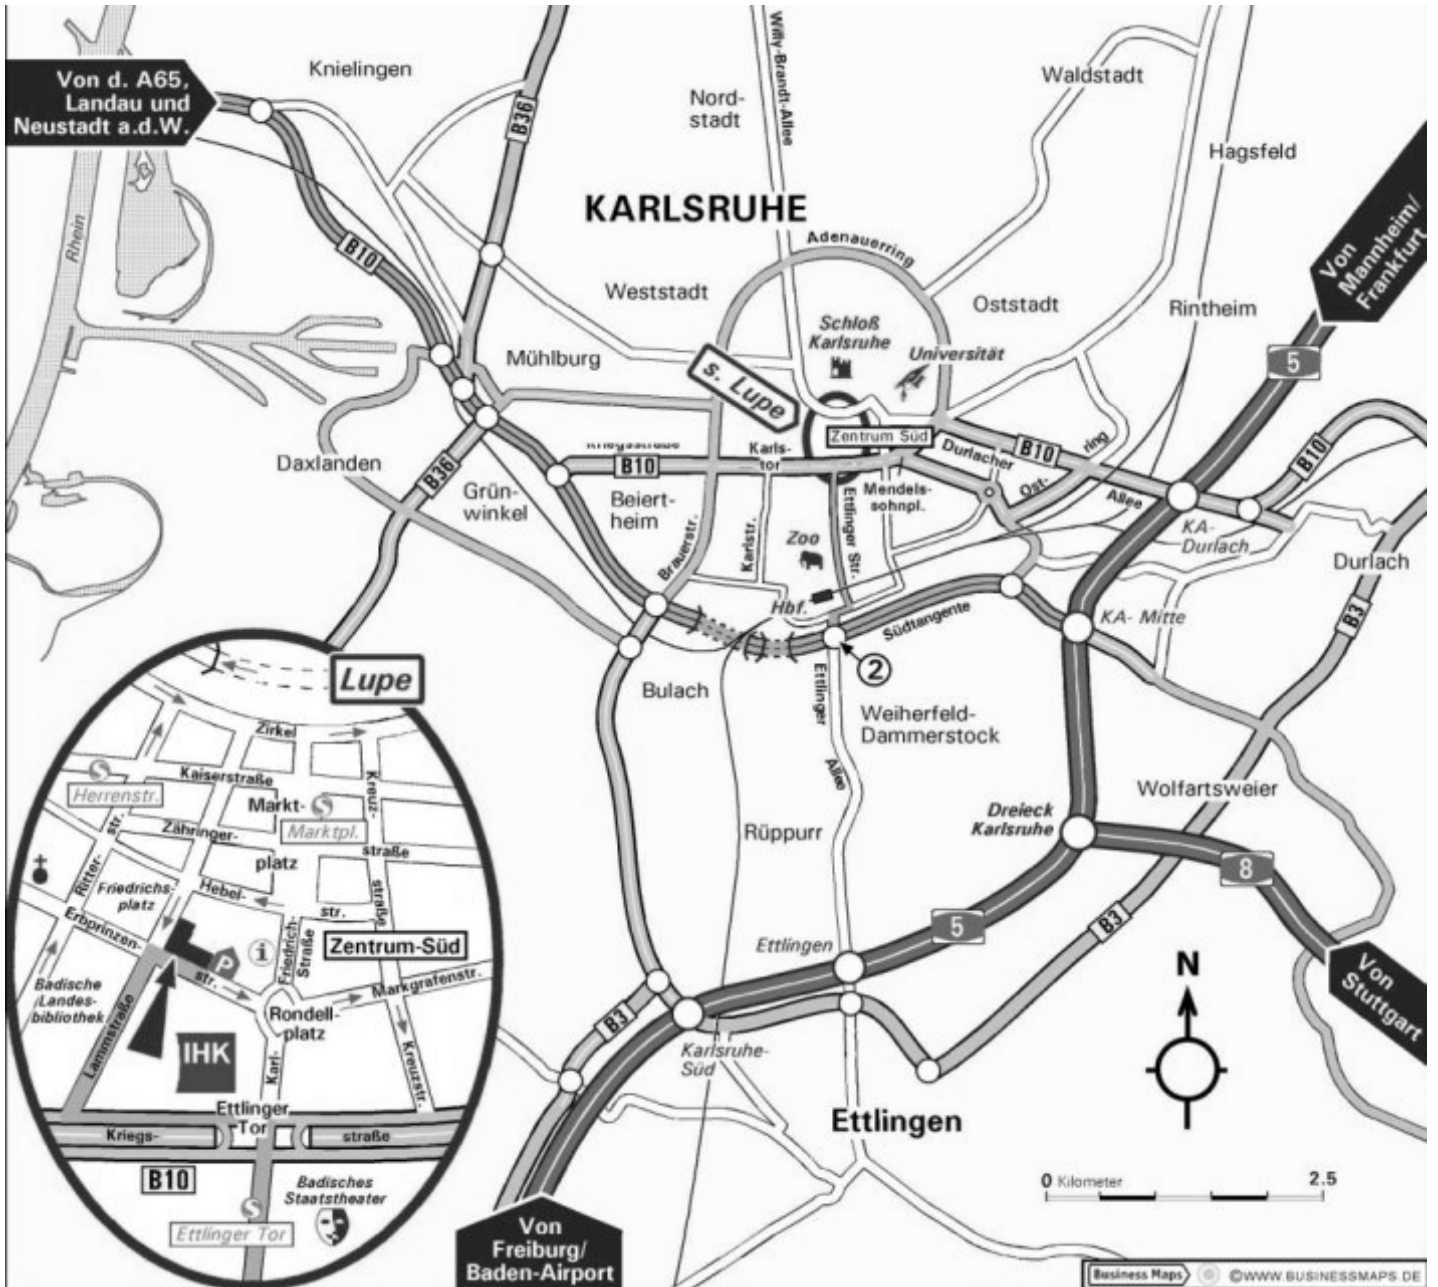 Von d. A65,
Landau und
Neustadt a.d.W.
Knielingen
B36
Nord-
stadt
Willy-Brandt-Allee
Waldstadt
Hagsfeld
Rhein
B10
KARLSRUHE
Adenauerring
Von
Mannheim/
Frankfurt
Weststadt
Oststadt
Rintheim
Schloß
Karlsruhe
Universität
Mühlburg
s. Lupe
5
Daxlanden
B36
Grün-
winkel
Kriegsstraße
B10
Beiert-
heim
Karls-
tor
Zentrum Süd
Durlacher
Allee
B10
Ost-
ring
B10
Mendels-
sohnpl.
Brauerstr.
Karlstr.
Zoo
Ettlinger Str.
KA-
Durlach
Durlach
Hbf.
Südtangente
KA- Mitte
B3
2
Bulach
Ettlinger
Allee
Weiherfeld-
Dammerstock
Wolfartsweier
Rüppurr
Dreieck
Karlsruhe
8
5
B3
Ettlingen
Von
Stuttgart
N
B3
Karlsruhe-
Süd
Ettlingen
0 Kilometer 2.5
Von
Freiburg/
Baden-Airport
Lupe
Zirkel
Kaiserstraße
Herrenstr.
Markt-
Marktpl.
platz
Kreuz-
straße
Zähringer-
straße
Ritter-
str.
Friedrichs-
platz
Hebel-
str.
Erbprinzen-
str.
P
i
Friedrich-
Straße
Zentrum-Süd
Markgrafenstr.
Badische
Landes-
bibliothek
Rondell-
platz
Lammstraße
IHK
Karl-
Kreuzstr.
Ettlinger
Tor
Kriegs-
straße
B10
Badisches
Staatstheater
Ettlinger Tor
Business Maps
©WWW.BUSINESSMAPS.DE